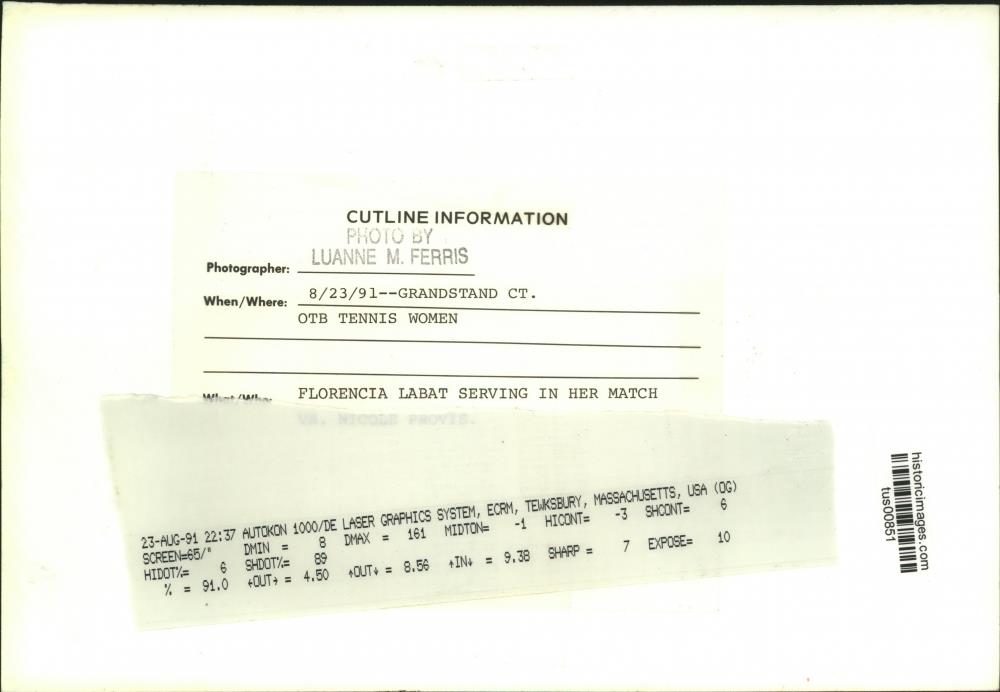 CUTLINE INFORMATION
PHOTO BY
LUANNE M. FERRIS
Photographer:
When/Where: 8/23/91--GRANDSTAND CT.
OTB TENNIS WOMEN
What/Who: FLORENCIA LABAT SERVING IN HER MATCH
VS. NICOLE PROVIS.
23-AUG-91 22:37 AUTOKON 1000/DE LASER GRAPHICS SYSTEM, ECRM, TEWKSBURY, MASSACHUSETTS, USA (OG)
SCREEN=65/" DMIN = 8 DMAX = 161 MIDTON= -1 HICONT= -3 SHCONT= 6
HIDOT%= 6 SHDOT%= 89
% = 91.0 ←OUT→ = 4.50 ↑OUT↓ = 8.56 ↑IN↓ = 9.38 SHARP = 7 EXPOSE= 10
historicimages.com
tus00851